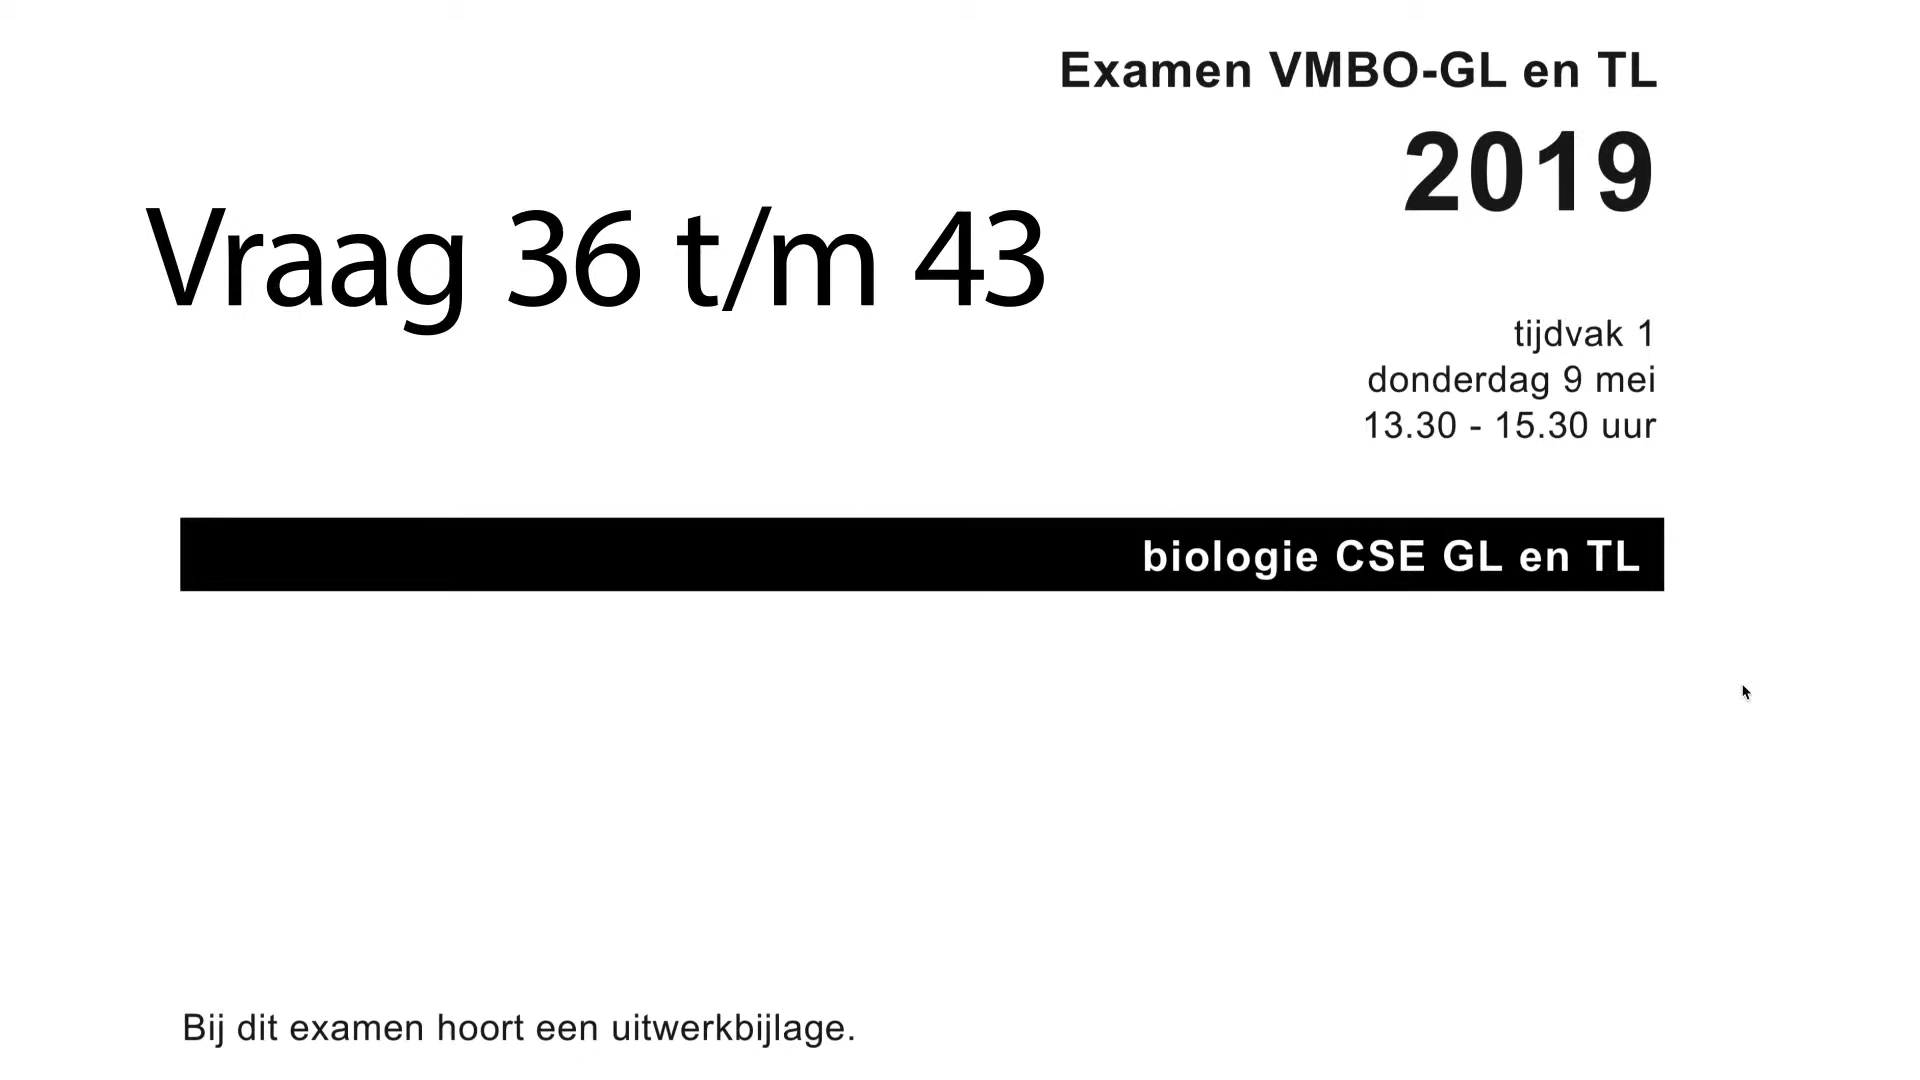 Examen VMBO-GL en TL
2019
Vraag 36 t/m 43
tijdvak 1
donderdag 9 mei
13.30 - 15.30 uur
biologie CSE GL en TL
Bij dit examen hoort een uitwerkbijlage.